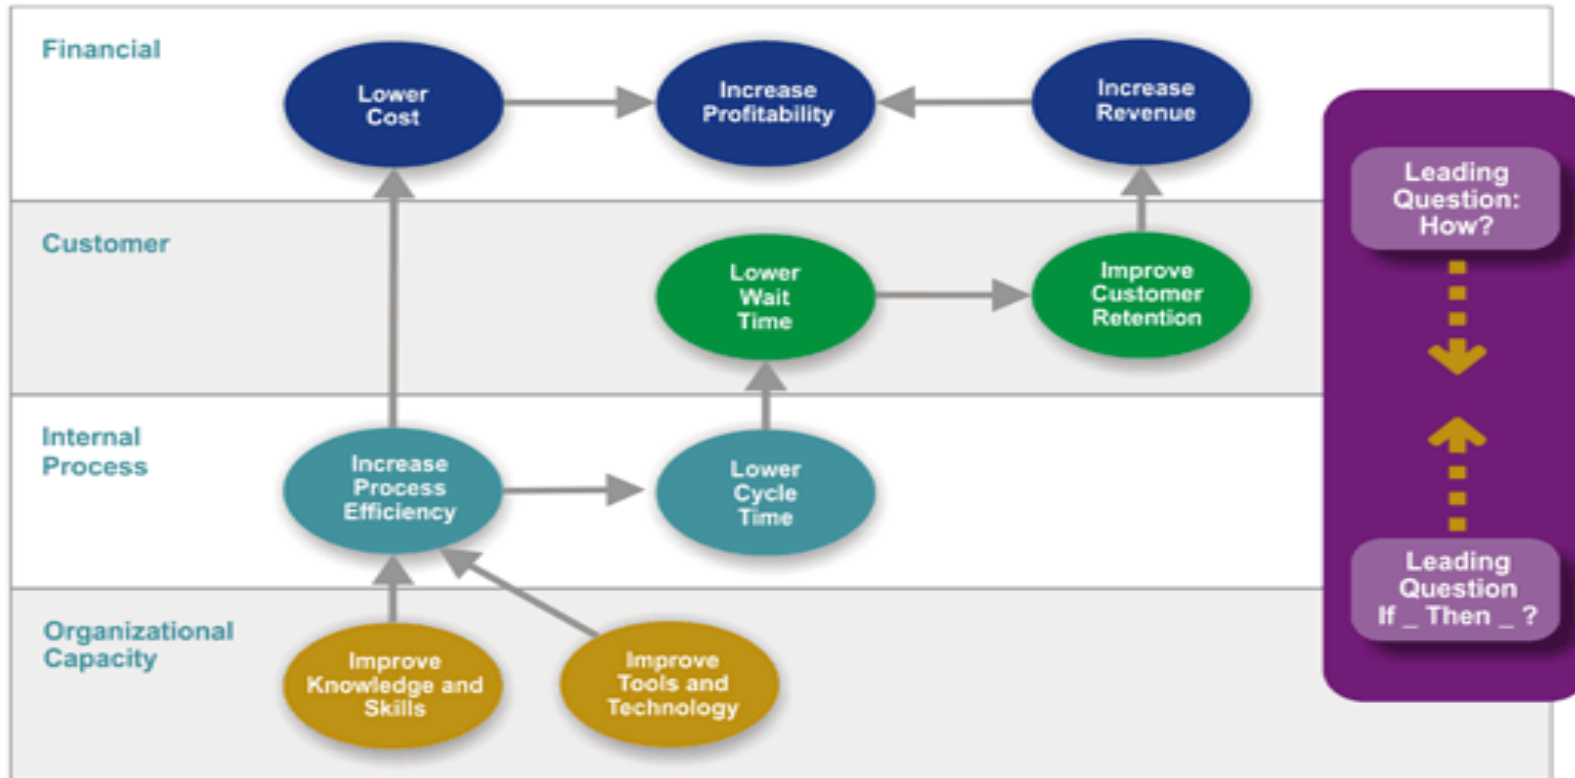 Financial
Lower
Cost
Increase
Profitability
Increase
Revenue
Customer
Lower
Wait
Time
Improve
Customer
Retention
Internal
Process
Increase
Process
Efficiency
Lower
Cycle
Time
Organizational
Capacity
Improve
Knowledge and
Skills
Improve
Tools and
Technology
Leading
Question:
How?
Leading
Question
If _ Then _ ?